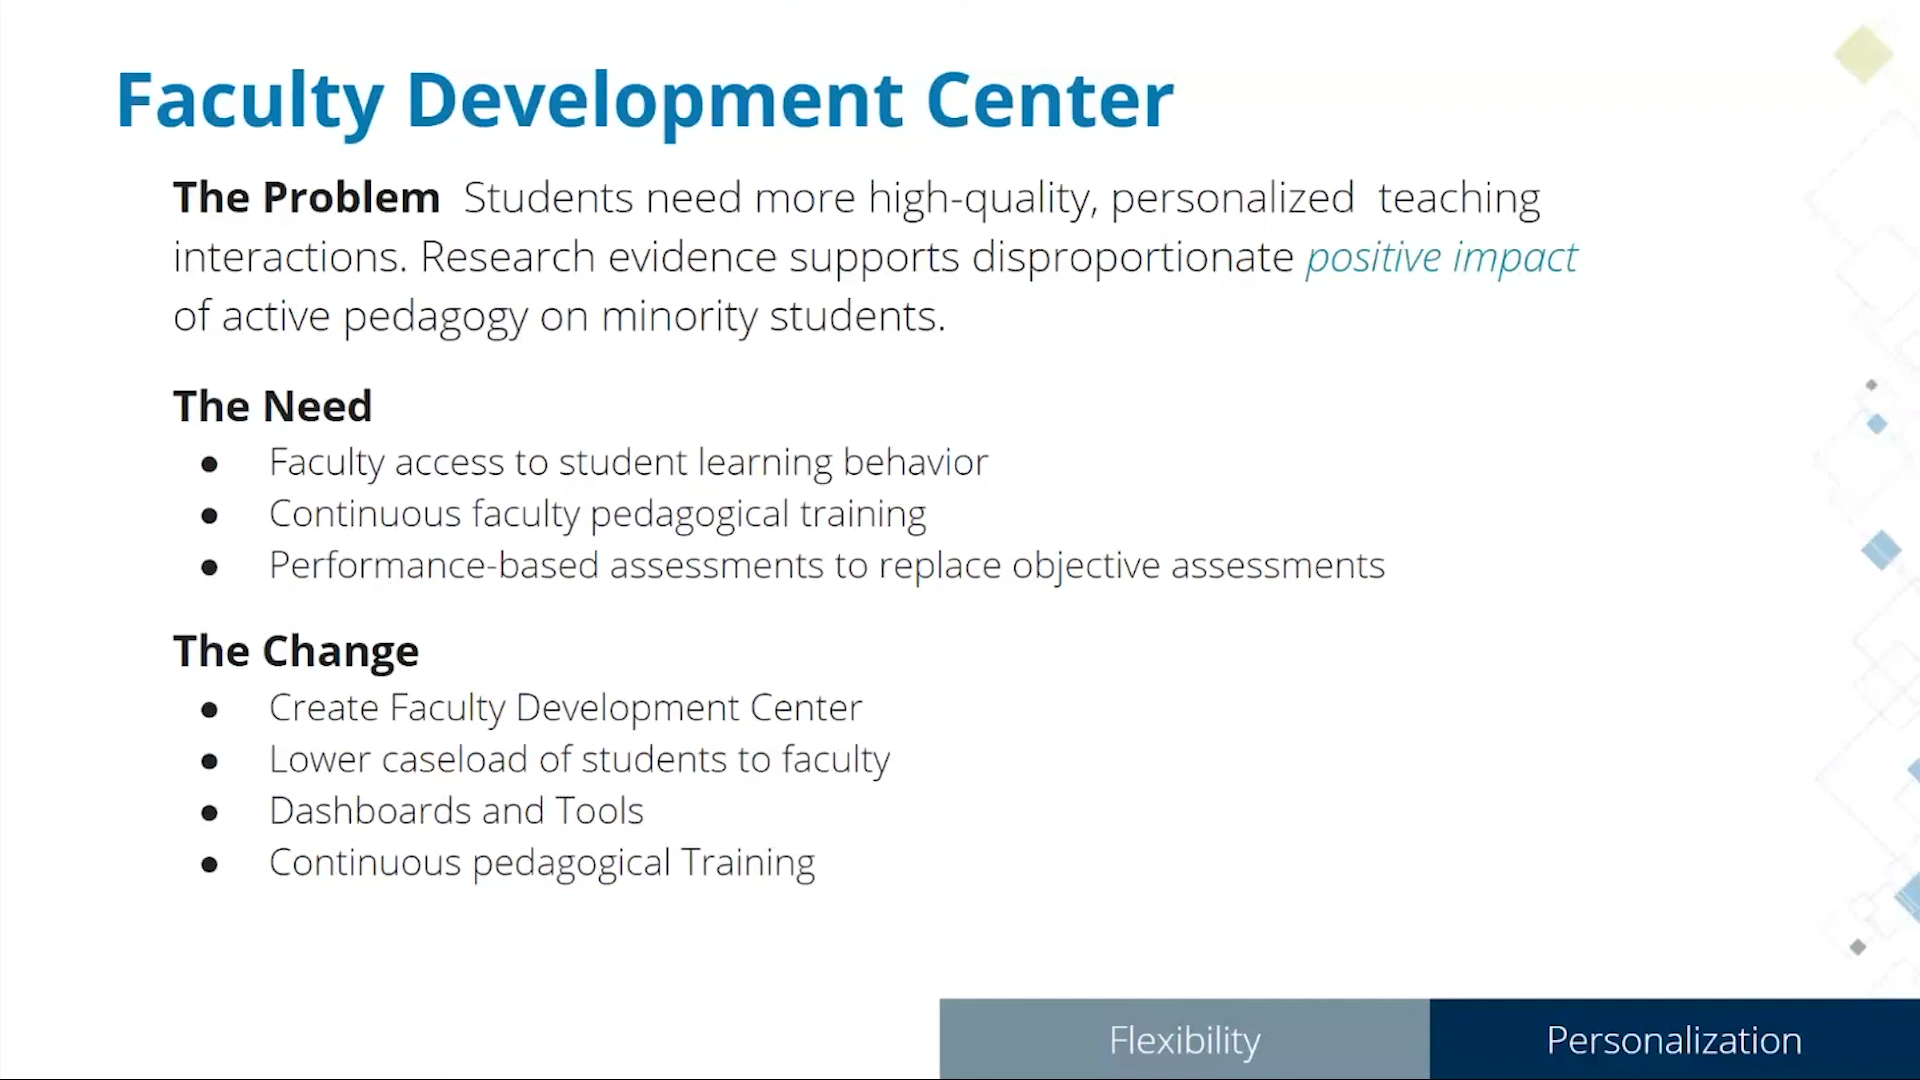 Faculty Development Center
The Problem  Students need more high-quality, personalized  teaching
interactions. Research evidence supports disproportionate positive impact
of active pedagogy on minority students.
The Need
● Faculty access to student learning behavior
● Continuous faculty pedagogical training
● Performance-based assessments to replace objective assessments
The Change
● Create Faculty Development Center
● Lower caseload of students to faculty
● Dashboards and Tools
● Continuous pedagogical Training
Flexibility
Personalization